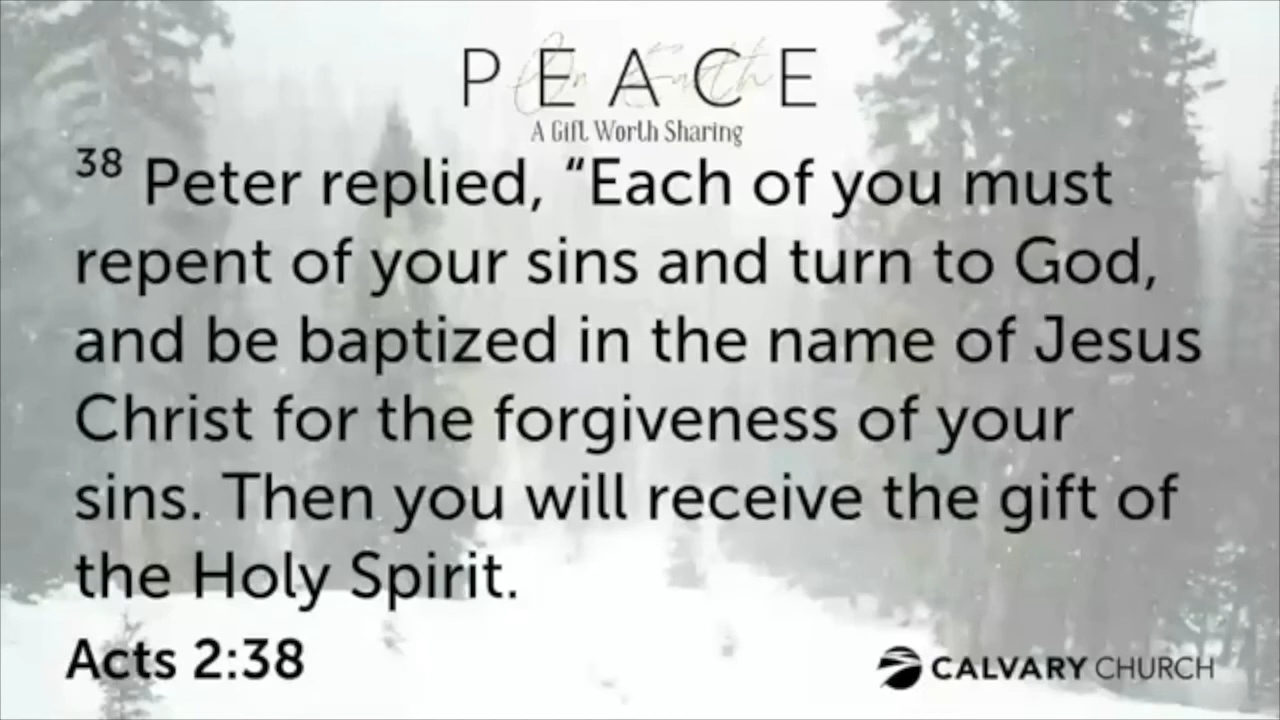 PEACE
On Earth
A Gift Worth Sharing
38 Peter replied, “Each of you must
repent of your sins and turn to God,
and be baptized in the name of Jesus
Christ for the forgiveness of your
sins. Then you will receive the gift of
the Holy Spirit.
Acts 2:38
CALVARY CHURCH